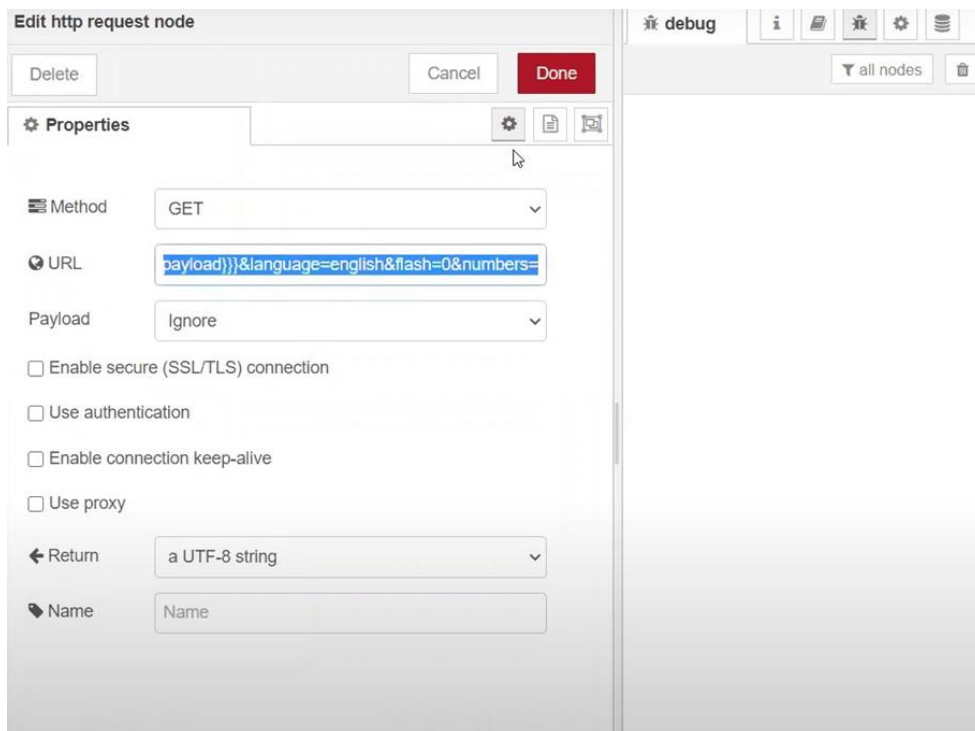 Edit http request node
debug
i
all nodes
Delete
Cancel
Done
Properties
Method
GET
URL
payload}}}&language=english&flash=0&numbers=
Payload
Ignore
Enable secure (SSL/TLS) connection
Use authentication
Enable connection keep-alive
Use proxy
Return
a UTF-8 string
Name
Name